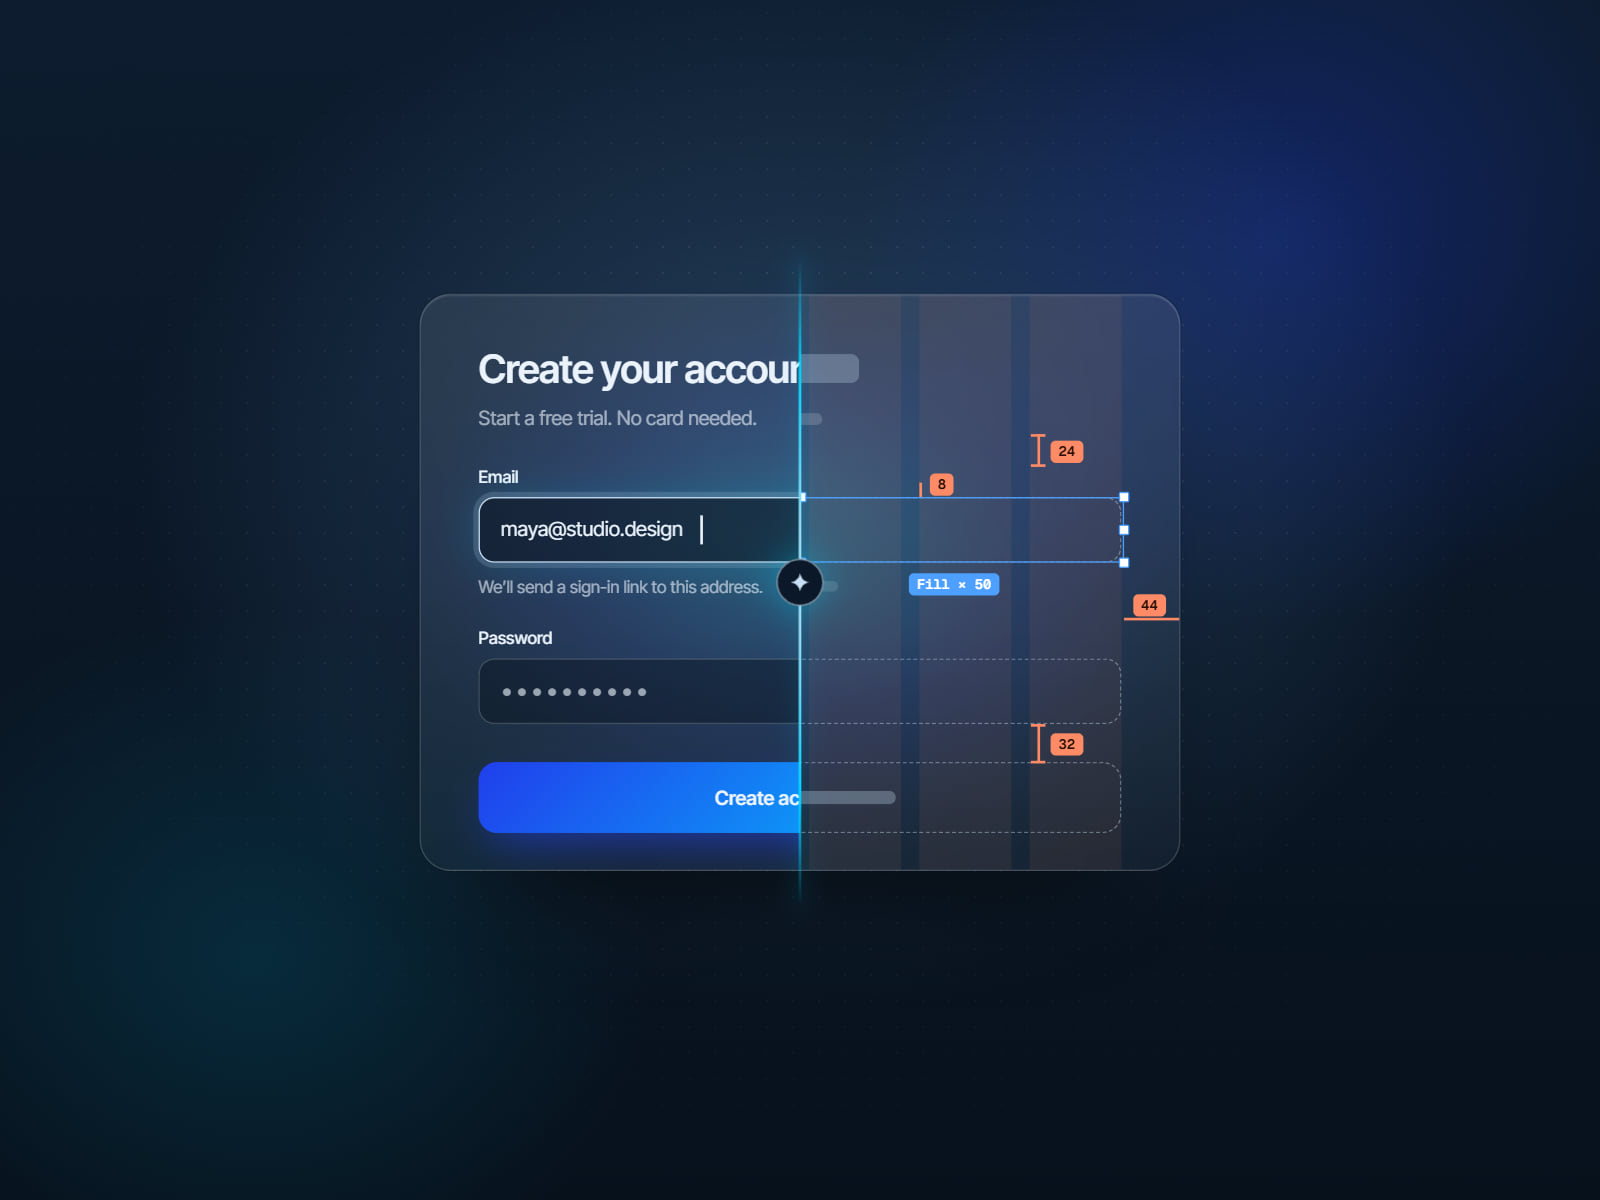 Create your accour
Start a free trial. No card needed.
24
Email
8
maya@studio.design
We'll send a sign-in link to this address.
Fill × 50
44
Password
32
Create ac